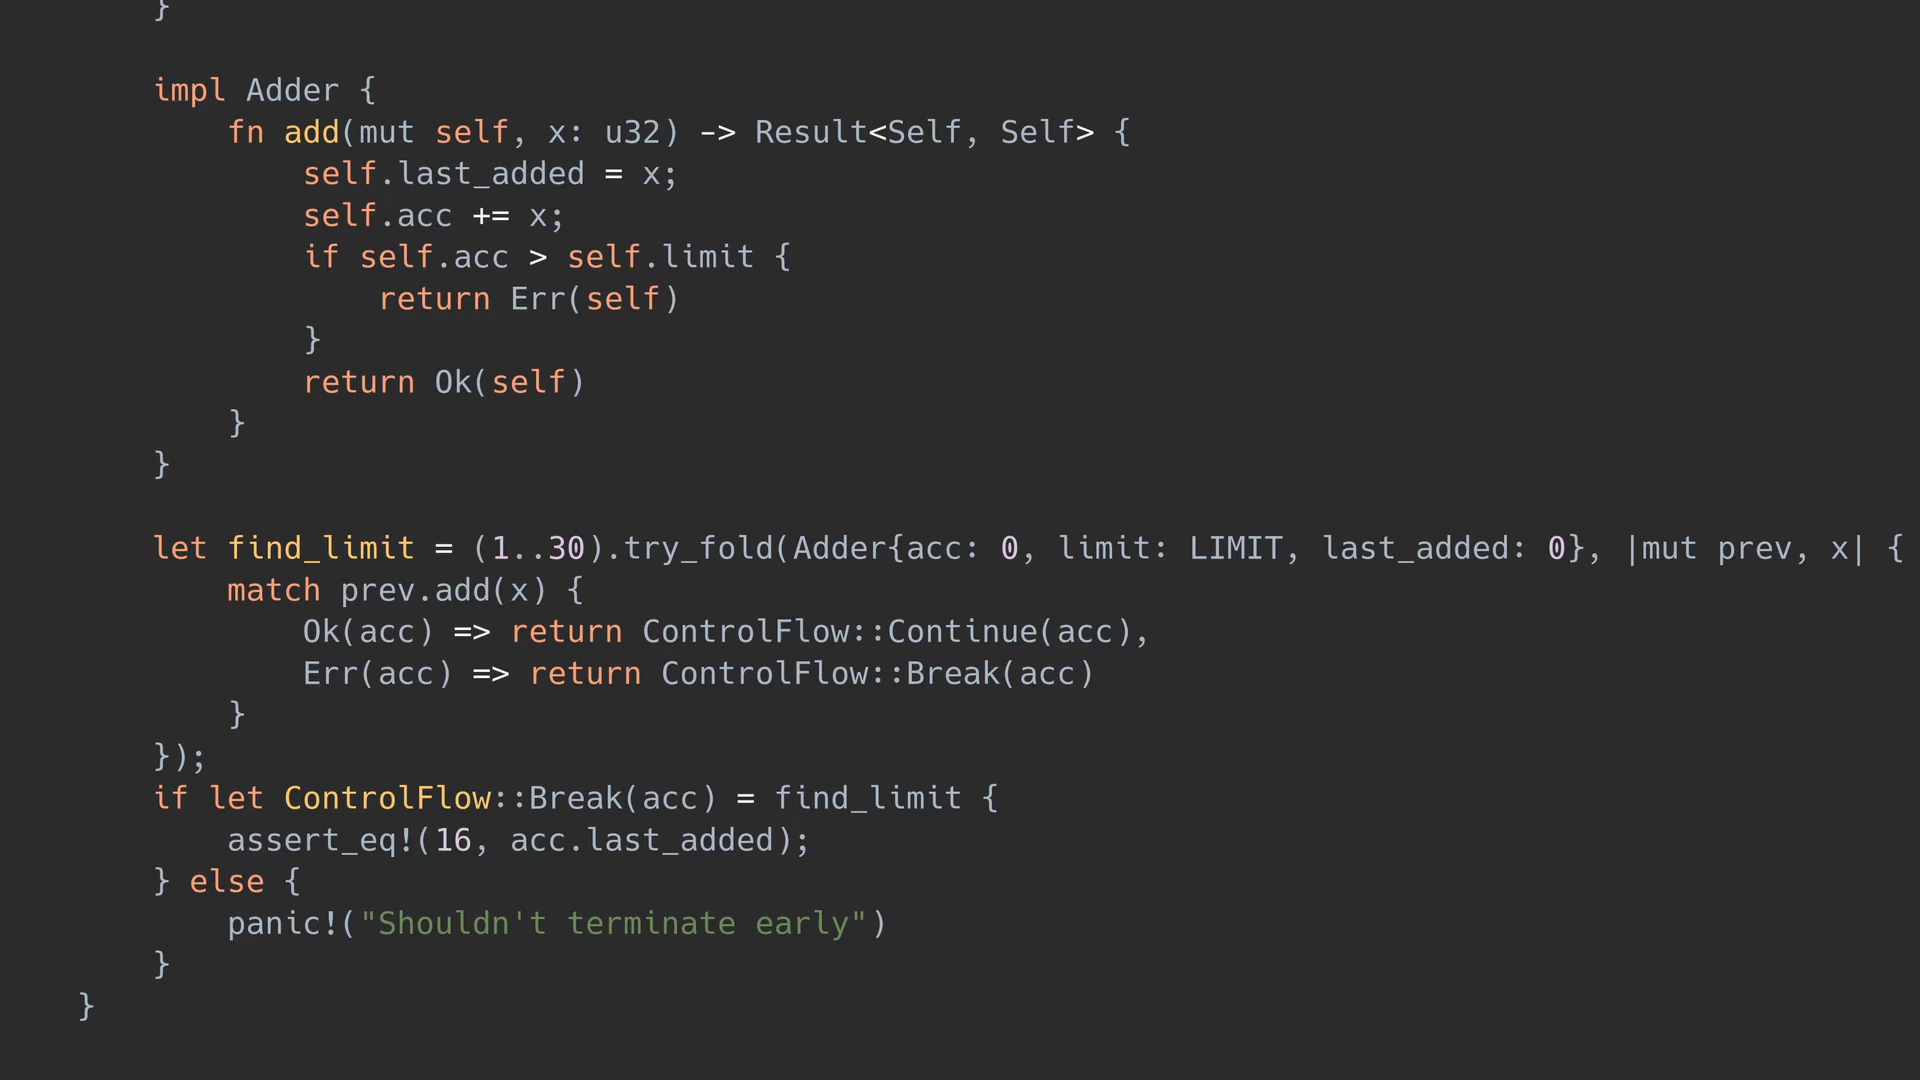 }
impl Adder {
fn add(mut self, x: u32) -> Result<Self, Self> {
self.last_added = x;
self.acc += x;
if self.acc > self.limit {
return Err(self)
}
return Ok(self)
}
}
let find_limit = (1..30).try_fold(Adder{acc: 0, limit: LIMIT, last_added: 0}, |mut prev, x| {
match prev.add(x) {
Ok(acc) => return ControlFlow::Continue(acc),
Err(acc) => return ControlFlow::Break(acc)
}
});
if let ControlFlow::Break(acc) = find_limit {
assert_eq!(16, acc.last_added);
} else {
panic!("Shouldn't terminate early")
}
}